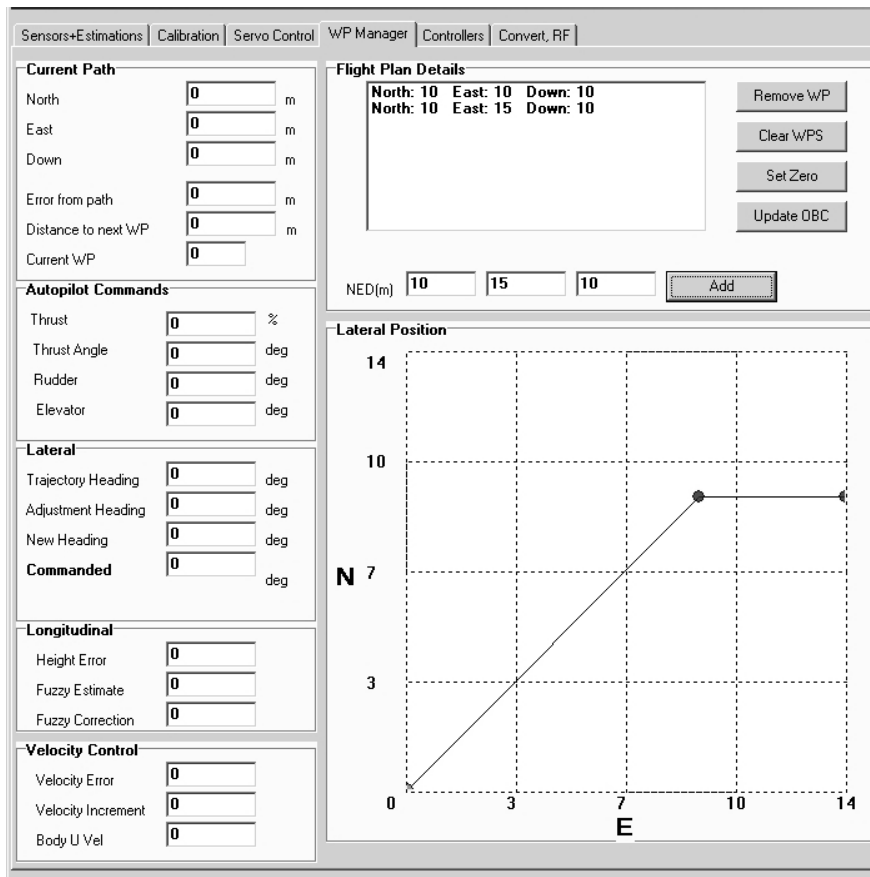 Sensors+Estimations Calibration Servo Control WP Manager Controllers Convert, RF
Current Path
North 0 m
East 0 m
Down 0 m
Error from path 0 m
Distance to next WP 0 m
Current WP 0
Autopilot Commands
Thrust 0 %
Thrust Angle 0 deg
Rudder 0 deg
Elevator 0 deg
Lateral
Trajectory Heading 0 deg
Adjustment Heading 0 deg
New Heading 0 deg
Commanded 0 deg
Longitudinal
Height Error 0
Fuzzy Estimate 0
Fuzzy Correction 0
Velocity Control
Velocity Error 0
Velocity Increment 0
Body U Vel 0
Flight Plan Details
North: 10 East: 10 Down: 10
North: 10 East: 15 Down: 10
Remove WP
Clear WPS
Set Zero
Update OBC
NED(m) 10 15 10 Add
Lateral Position
14
10
N 7
3
0 3 7 10 14
E